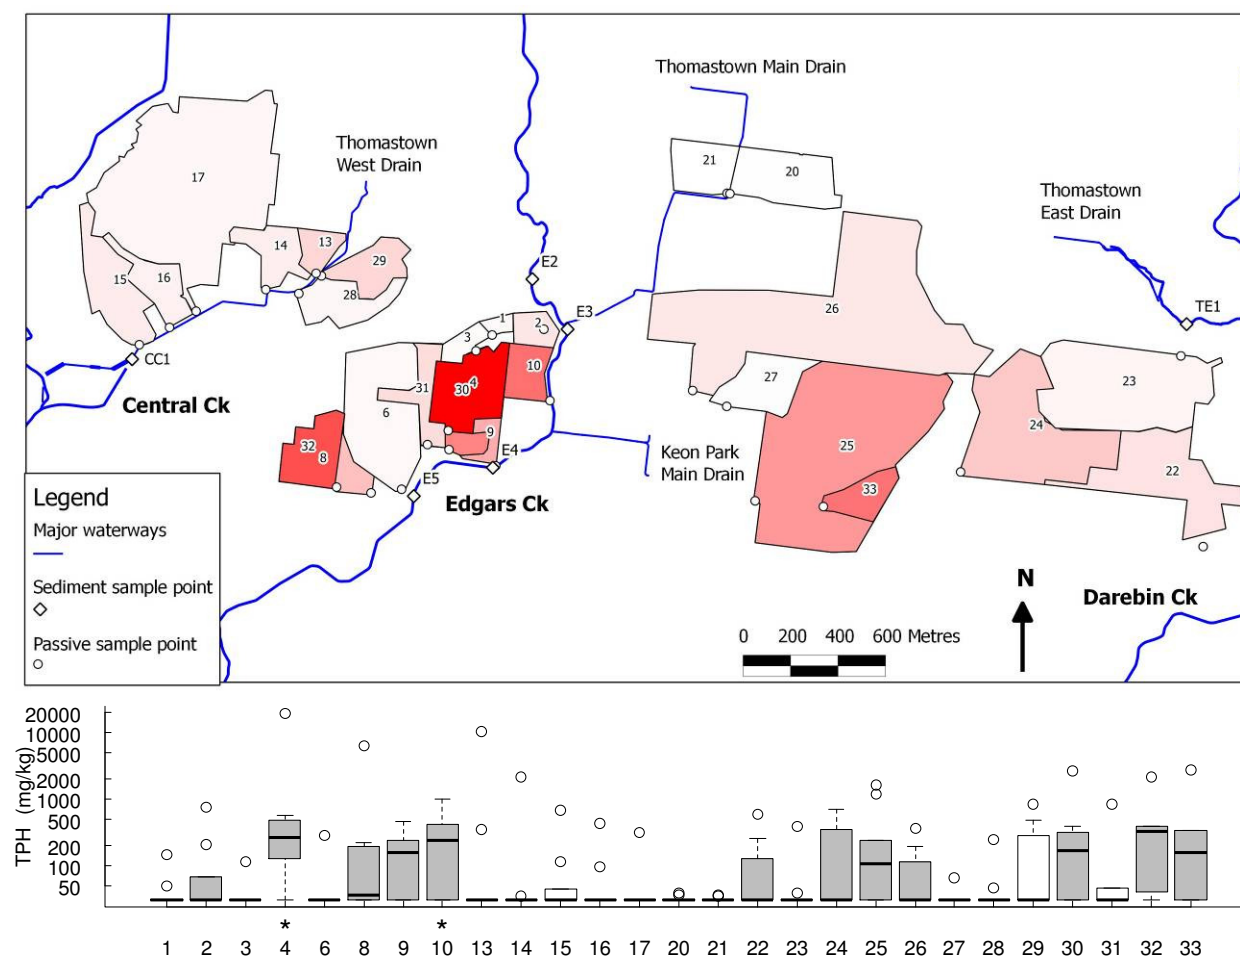 Thomastown Main Drain
21
20
Thomastown
West Drain
17
Thomastown
East Drain
14
13
29
15
16
28
E2
E3
26
TE1
CC1
1
2
3
10
31
30
4
6
27
23
Central Ck
9
24
32
8
E4
25
Keon Park
Main Drain
22
E5
33
Edgars Ck
Legend
Major waterways
Sediment sample point
Passive sample point
N
Darebin Ck
0 200 400 600 Metres
TPH (mg/kg)
20000
10000
5000
2000
1000
500
200
100
50
* *
1 2 3 4 6 8 9 10 13 14 15 16 17 20 21 22 23 24 25 26 27 28 29 30 31 32 33